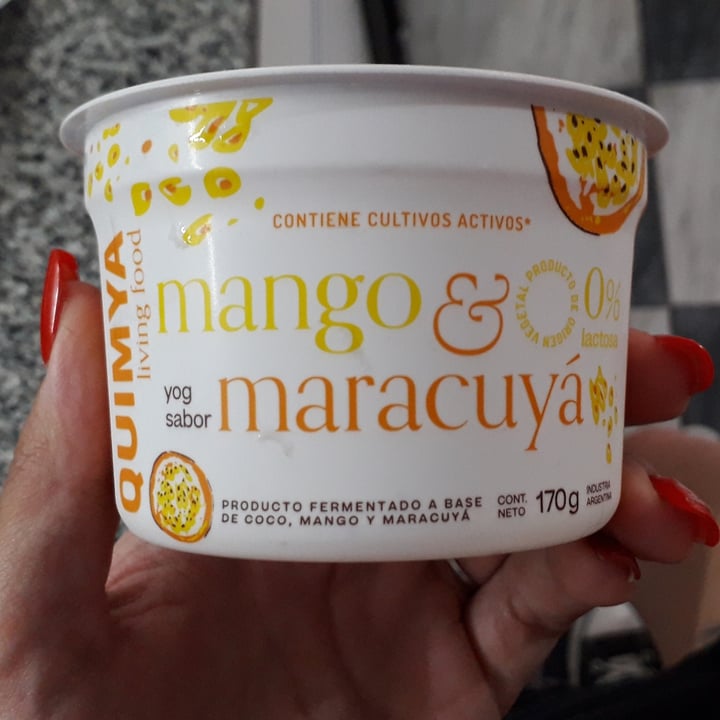 QUIMYA
living food
CONTIENE CULTIVOS ACTIVOS*
mango &
maracuyá
yog
sabor
PRODUCTO DE ORIGEN VEGETAL
0%
lactosa
PRODUCTO FERMENTADO A BASE
DE COCO, MANGO Y MARACUYÁ
CONT.
NETO
170g
INDUSTRIA
ARGENTINA